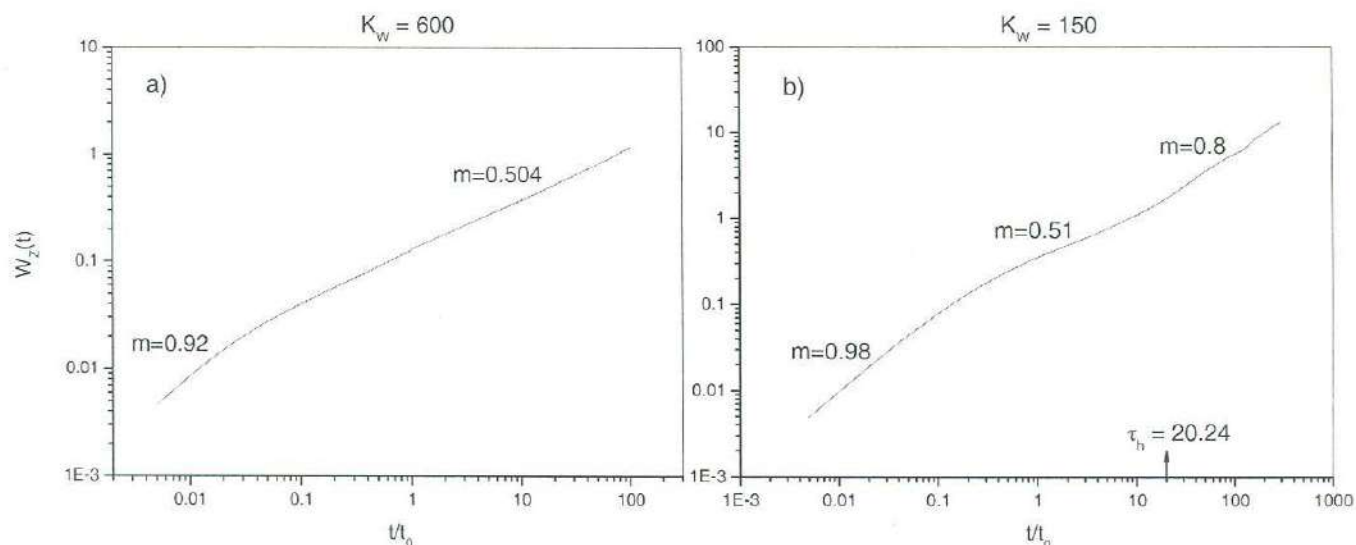 K_w = 600
a)
10
1
0.1
0.01
1E-3
W_z(t)
m=0.92
m=0.504
0.01
0.1
1
10
100
t/t_0
K_w = 150
b)
100
10
1
0.1
0.01
1E-3
m=0.98
m=0.51
m=0.8
τ_h = 20.24
1E-3
0.01
0.1
1
10
100
1000
t/t_0